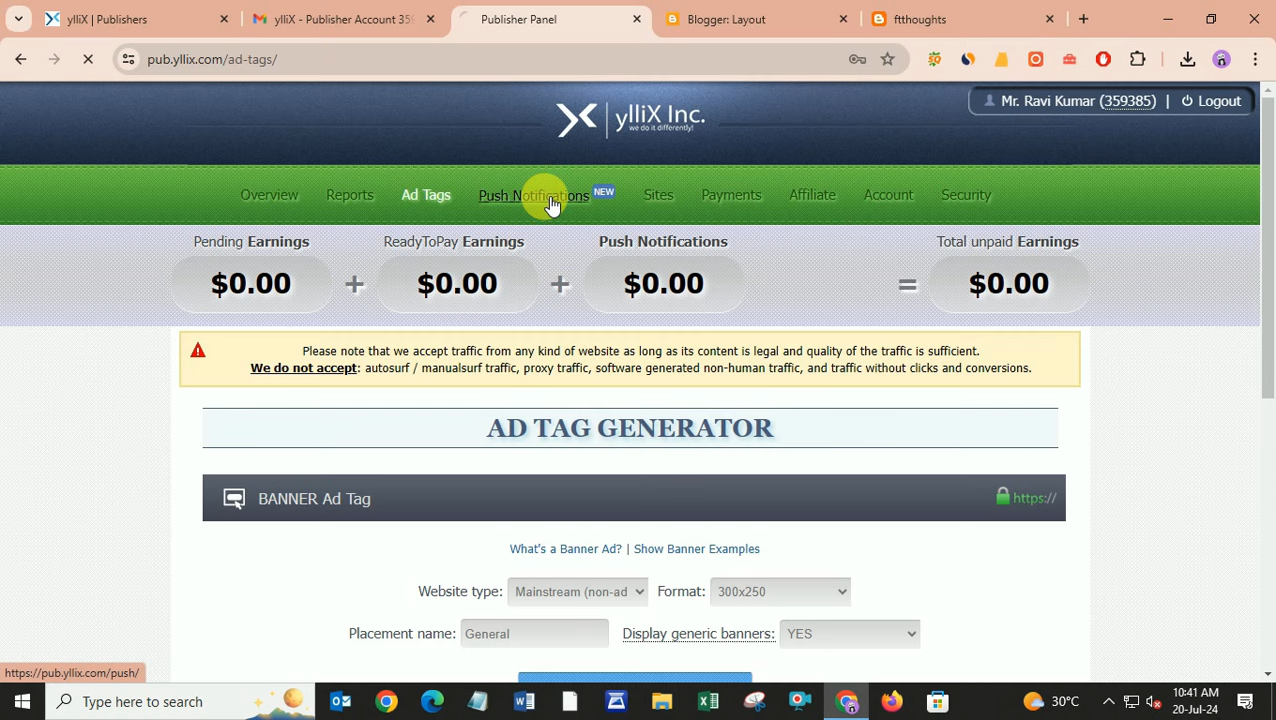 ylliX | Publishers
ylliX - Publisher Account 359
Publisher Panel
Blogger: Layout
ftthoughts
pub.yllix.com/ad-tags/
Mr. Ravi Kumar (359385) | Logout
ylliX Inc.
we do it differently!
Overview Reports Ad Tags Push Notifications NEW Sites Payments Affiliate Account Security
Pending Earnings ReadyToPay Earnings Push Notifications Total unpaid Earnings
$0.00 + $0.00 + $0.00 = $0.00
Please note that we accept traffic from any kind of website as long as its content is legal and quality of the traffic is sufficient.
We do not accept: autosurf / manualsurf traffic, proxy traffic, software generated non-human traffic, and traffic without clicks and conversions.
AD TAG GENERATOR
BANNER Ad Tag https://
What's a Banner Ad? | Show Banner Examples
Website type: Mainstream (non-ad Format: 300x250
Placement name: General Display generic banners: YES
https://pub.yllix.com/push/
Type here to search
30°C
10:41 AM
20-Jul-24